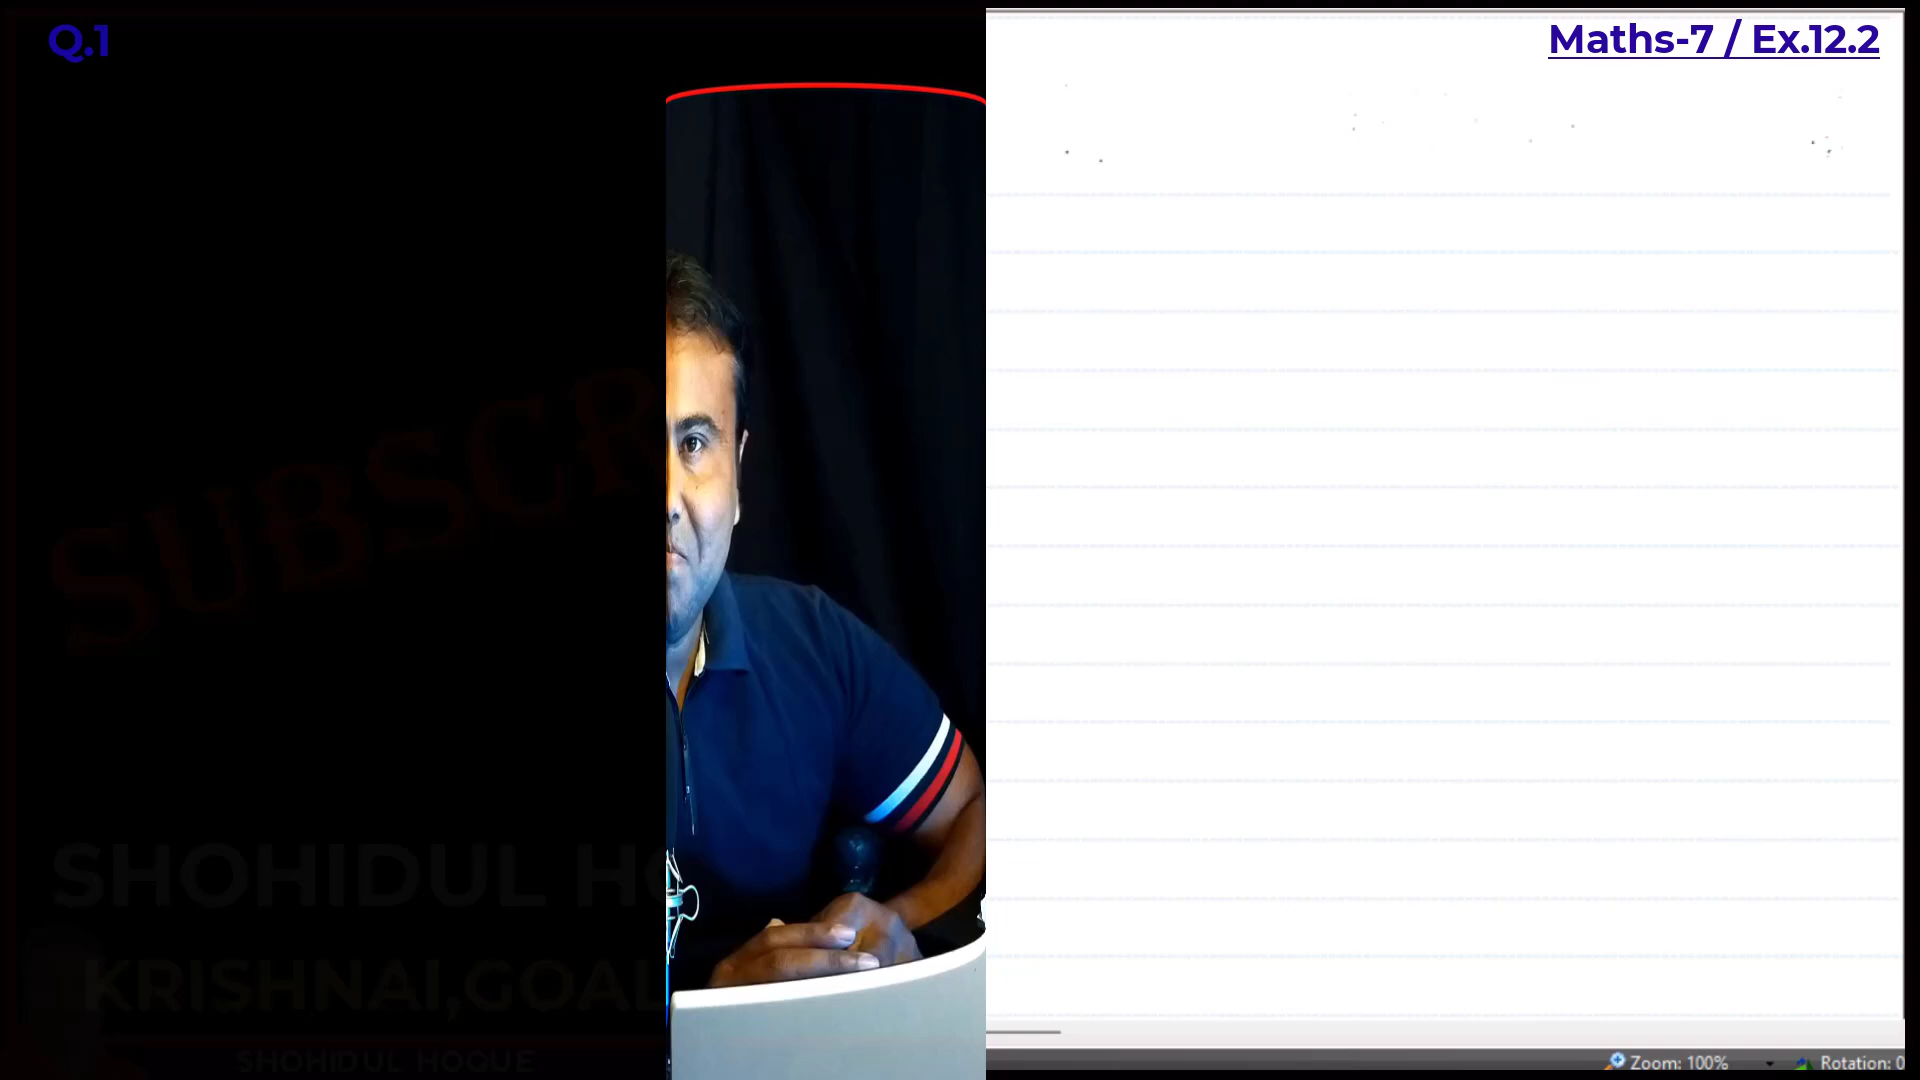 Q.1
Maths-7 / Ex.12.2
SUBSCR
SHOHIDUL HO
KRISHNAI,GOAL
SHOHIDUL HOQUE
Zoom: 100%
Rotation: 0